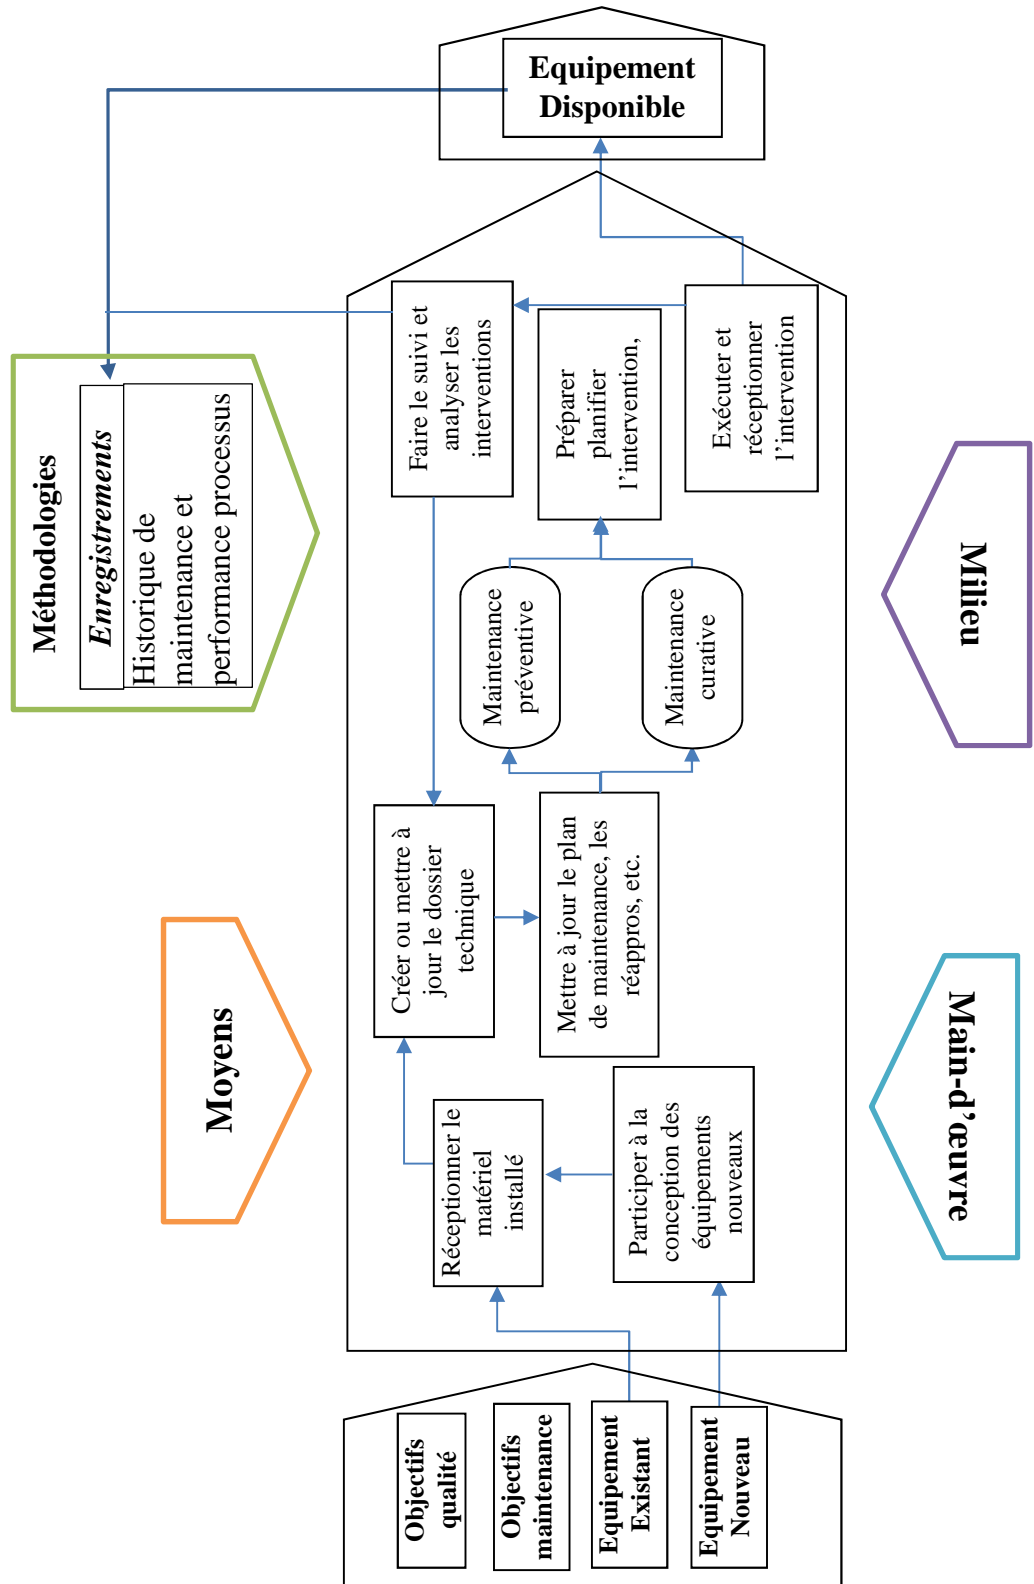 Méthodologies
Enregistrements
Historique de
maintenance et
performance processus
Moyens
Equipement
Disponible
Objectifs
qualité
Objectifs
maintenance
Equipement
Existant
Equipement
Nouveau
Réceptionner le
matériel
installé
Participer à la
conception des
équipements
nouveaux
Créer ou mettre à
jour le dossier
technique
Mettre à jour le plan
de maintenance, les
réappros, etc.
Maintenance
préventive
Maintenance
curative
Faire le suivi et
analyser les
interventions
Préparer
planifier
l’intervention,
Exécuter et
réceptionner
l’intervention
Main-d’œuvre
Milieu